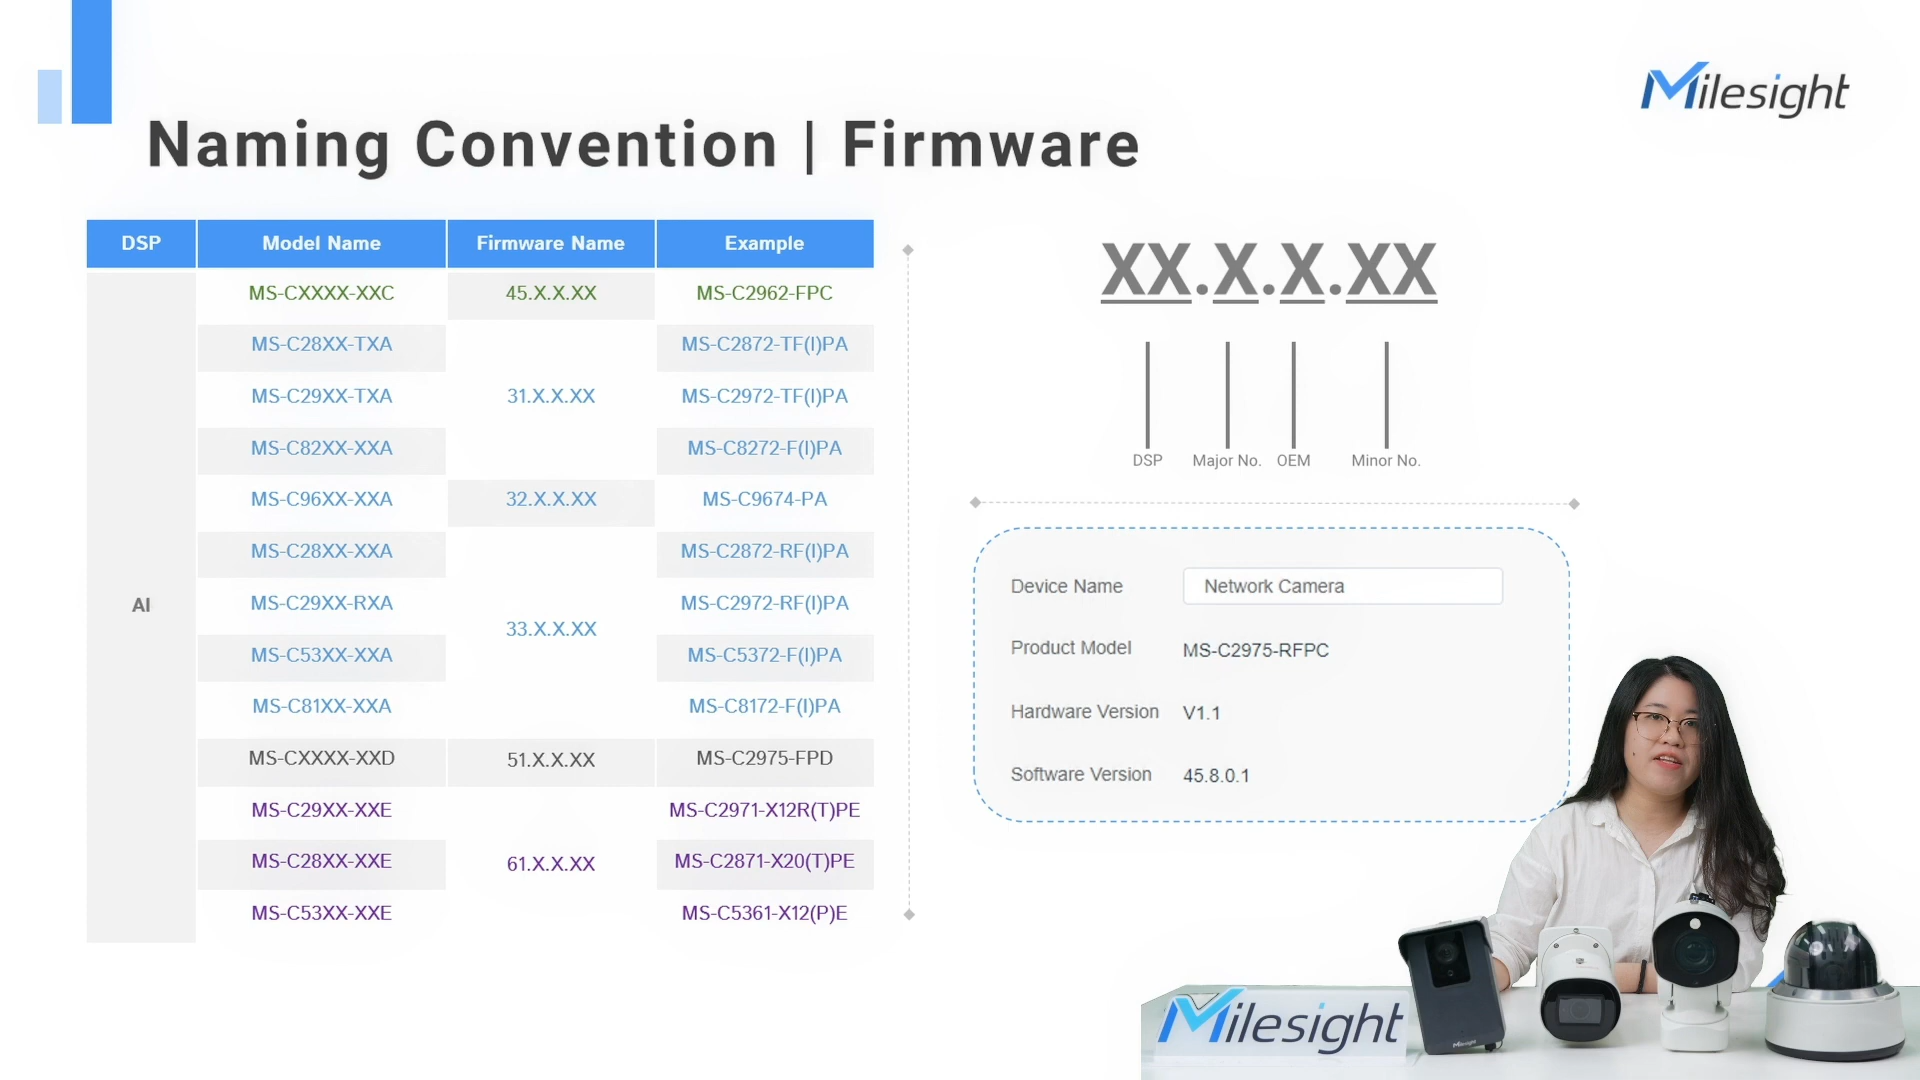 Milesight
Naming Convention | Firmware
DSP Model Name Firmware Name Example
AI
MS-CXXXX-XXC 45.X.X.XX MS-C2962-FPC
MS-C28XX-TXA MS-C2872-TF(I)PA
MS-C29XX-TXA 31.X.X.XX MS-C2972-TF(I)PA
MS-C82XX-XXA MS-C8272-F(I)PA
MS-C96XX-XXA 32.X.X.XX MS-C9674-PA
MS-C28XX-XXA MS-C2872-RF(I)PA
MS-C29XX-RXA MS-C2972-RF(I)PA
33.X.X.XX
MS-C53XX-XXA MS-C5372-F(I)PA
MS-C81XX-XXA MS-C8172-F(I)PA
MS-CXXXX-XXD 51.X.X.XX MS-C2975-FPD
MS-C29XX-XXE MS-C2971-X12R(T)PE
MS-C28XX-XXE 61.X.X.XX MS-C2871-X20(T)PE
MS-C53XX-XXE MS-C5361-X12(P)E
XX.X.X.XX
DSP Major No. OEM Minor No.
Device Name Network Camera
Product Model MS-C2975-RFPC
Hardware Version V1.1
Software Version 45.8.0.1
Milesight
Milesight